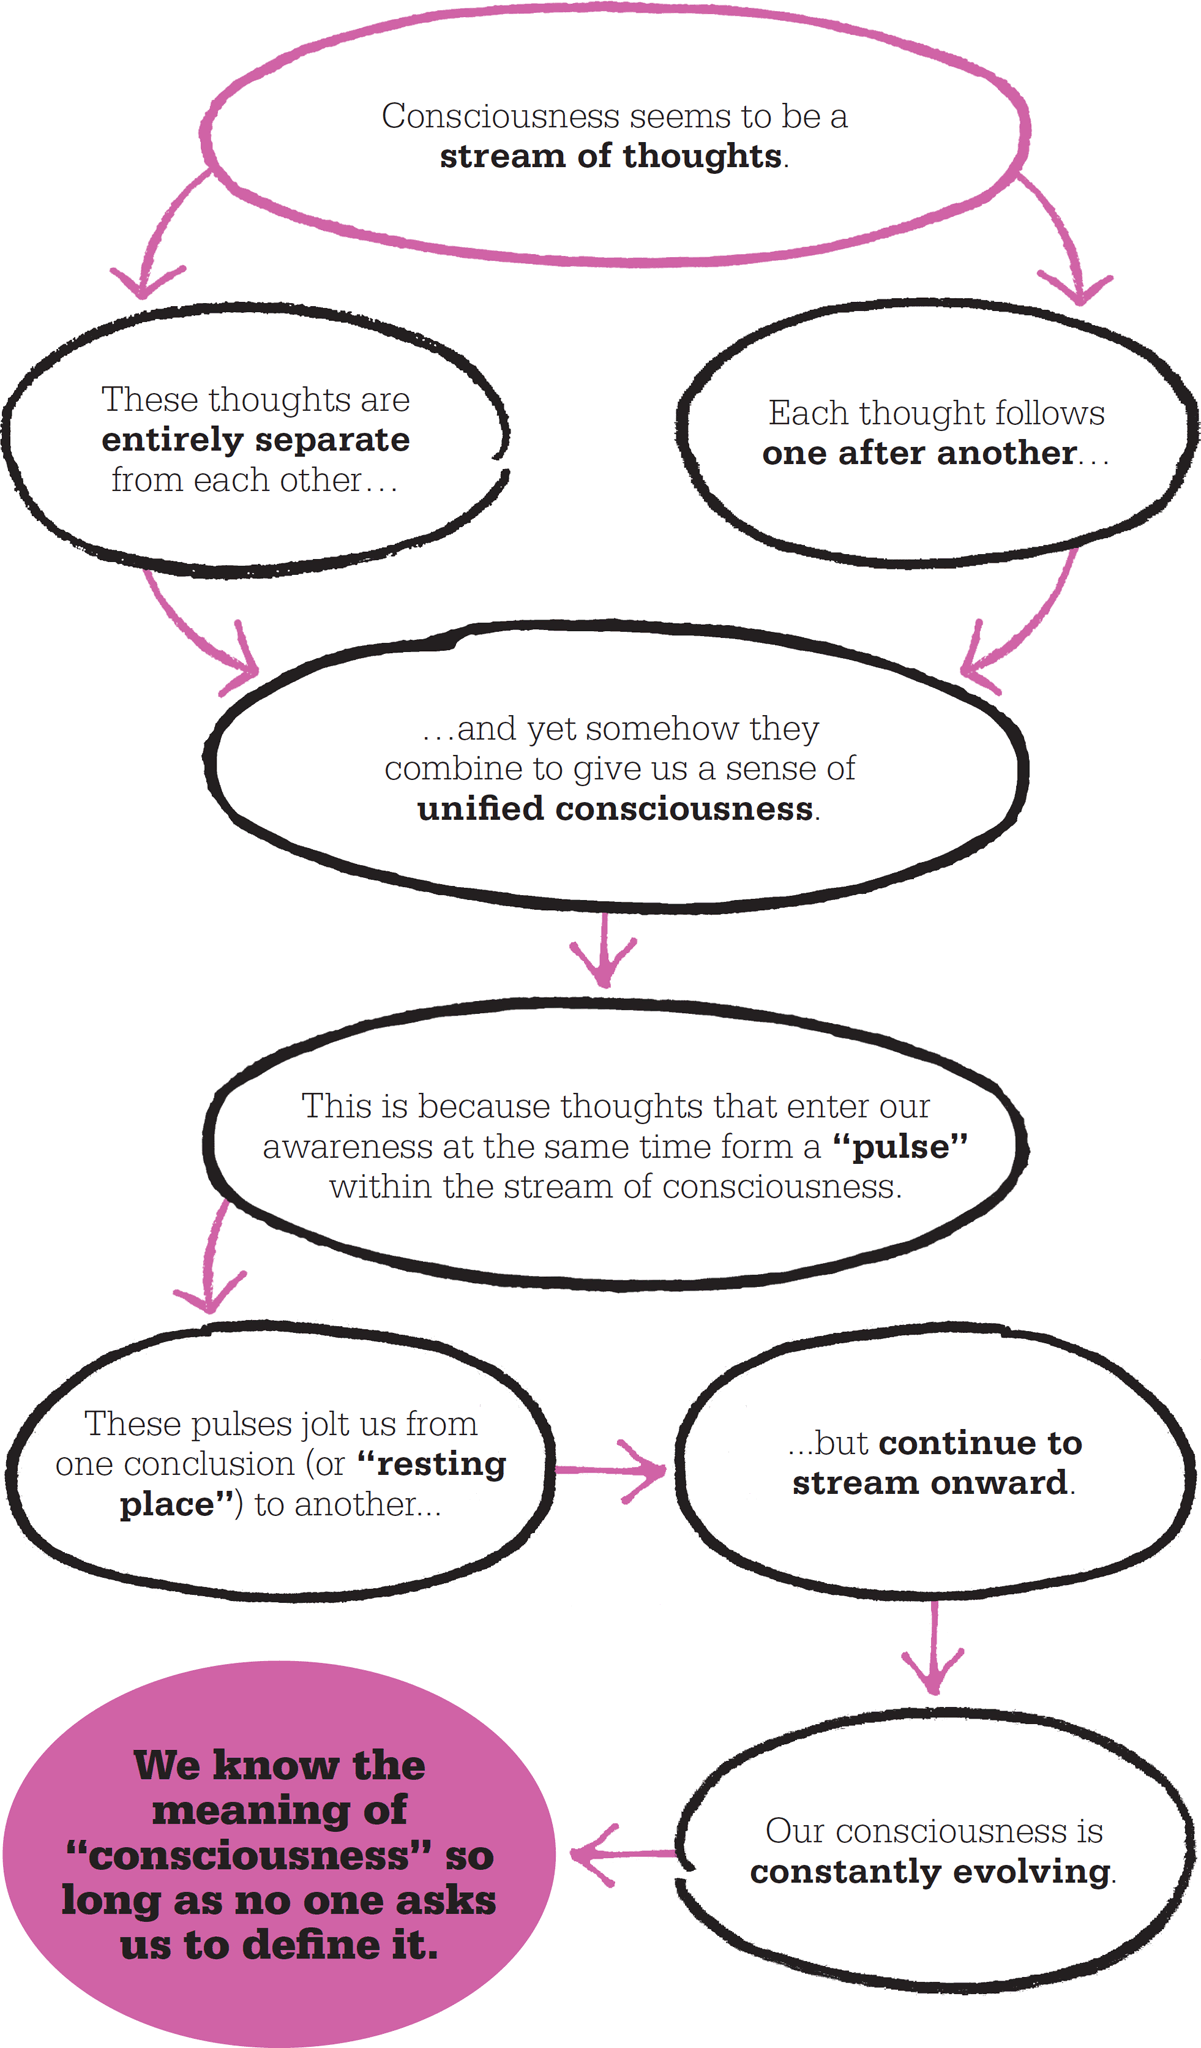 Consciousness seems to be a
stream of thoughts.
These thoughts are
entirely separate
from each other…
Each thought follows
one after another…
…and yet somehow they
combine to give us a sense of
unified consciousness.
This is because thoughts that enter our
awareness at the same time form a “pulse”
within the stream of consciousness.
These pulses jolt us from
one conclusion (or “resting
place”) to another...
...but continue to
stream onward.
Our consciousness is
constantly evolving.
We know the
meaning of
“consciousness” so
long as no one asks
us to define it.